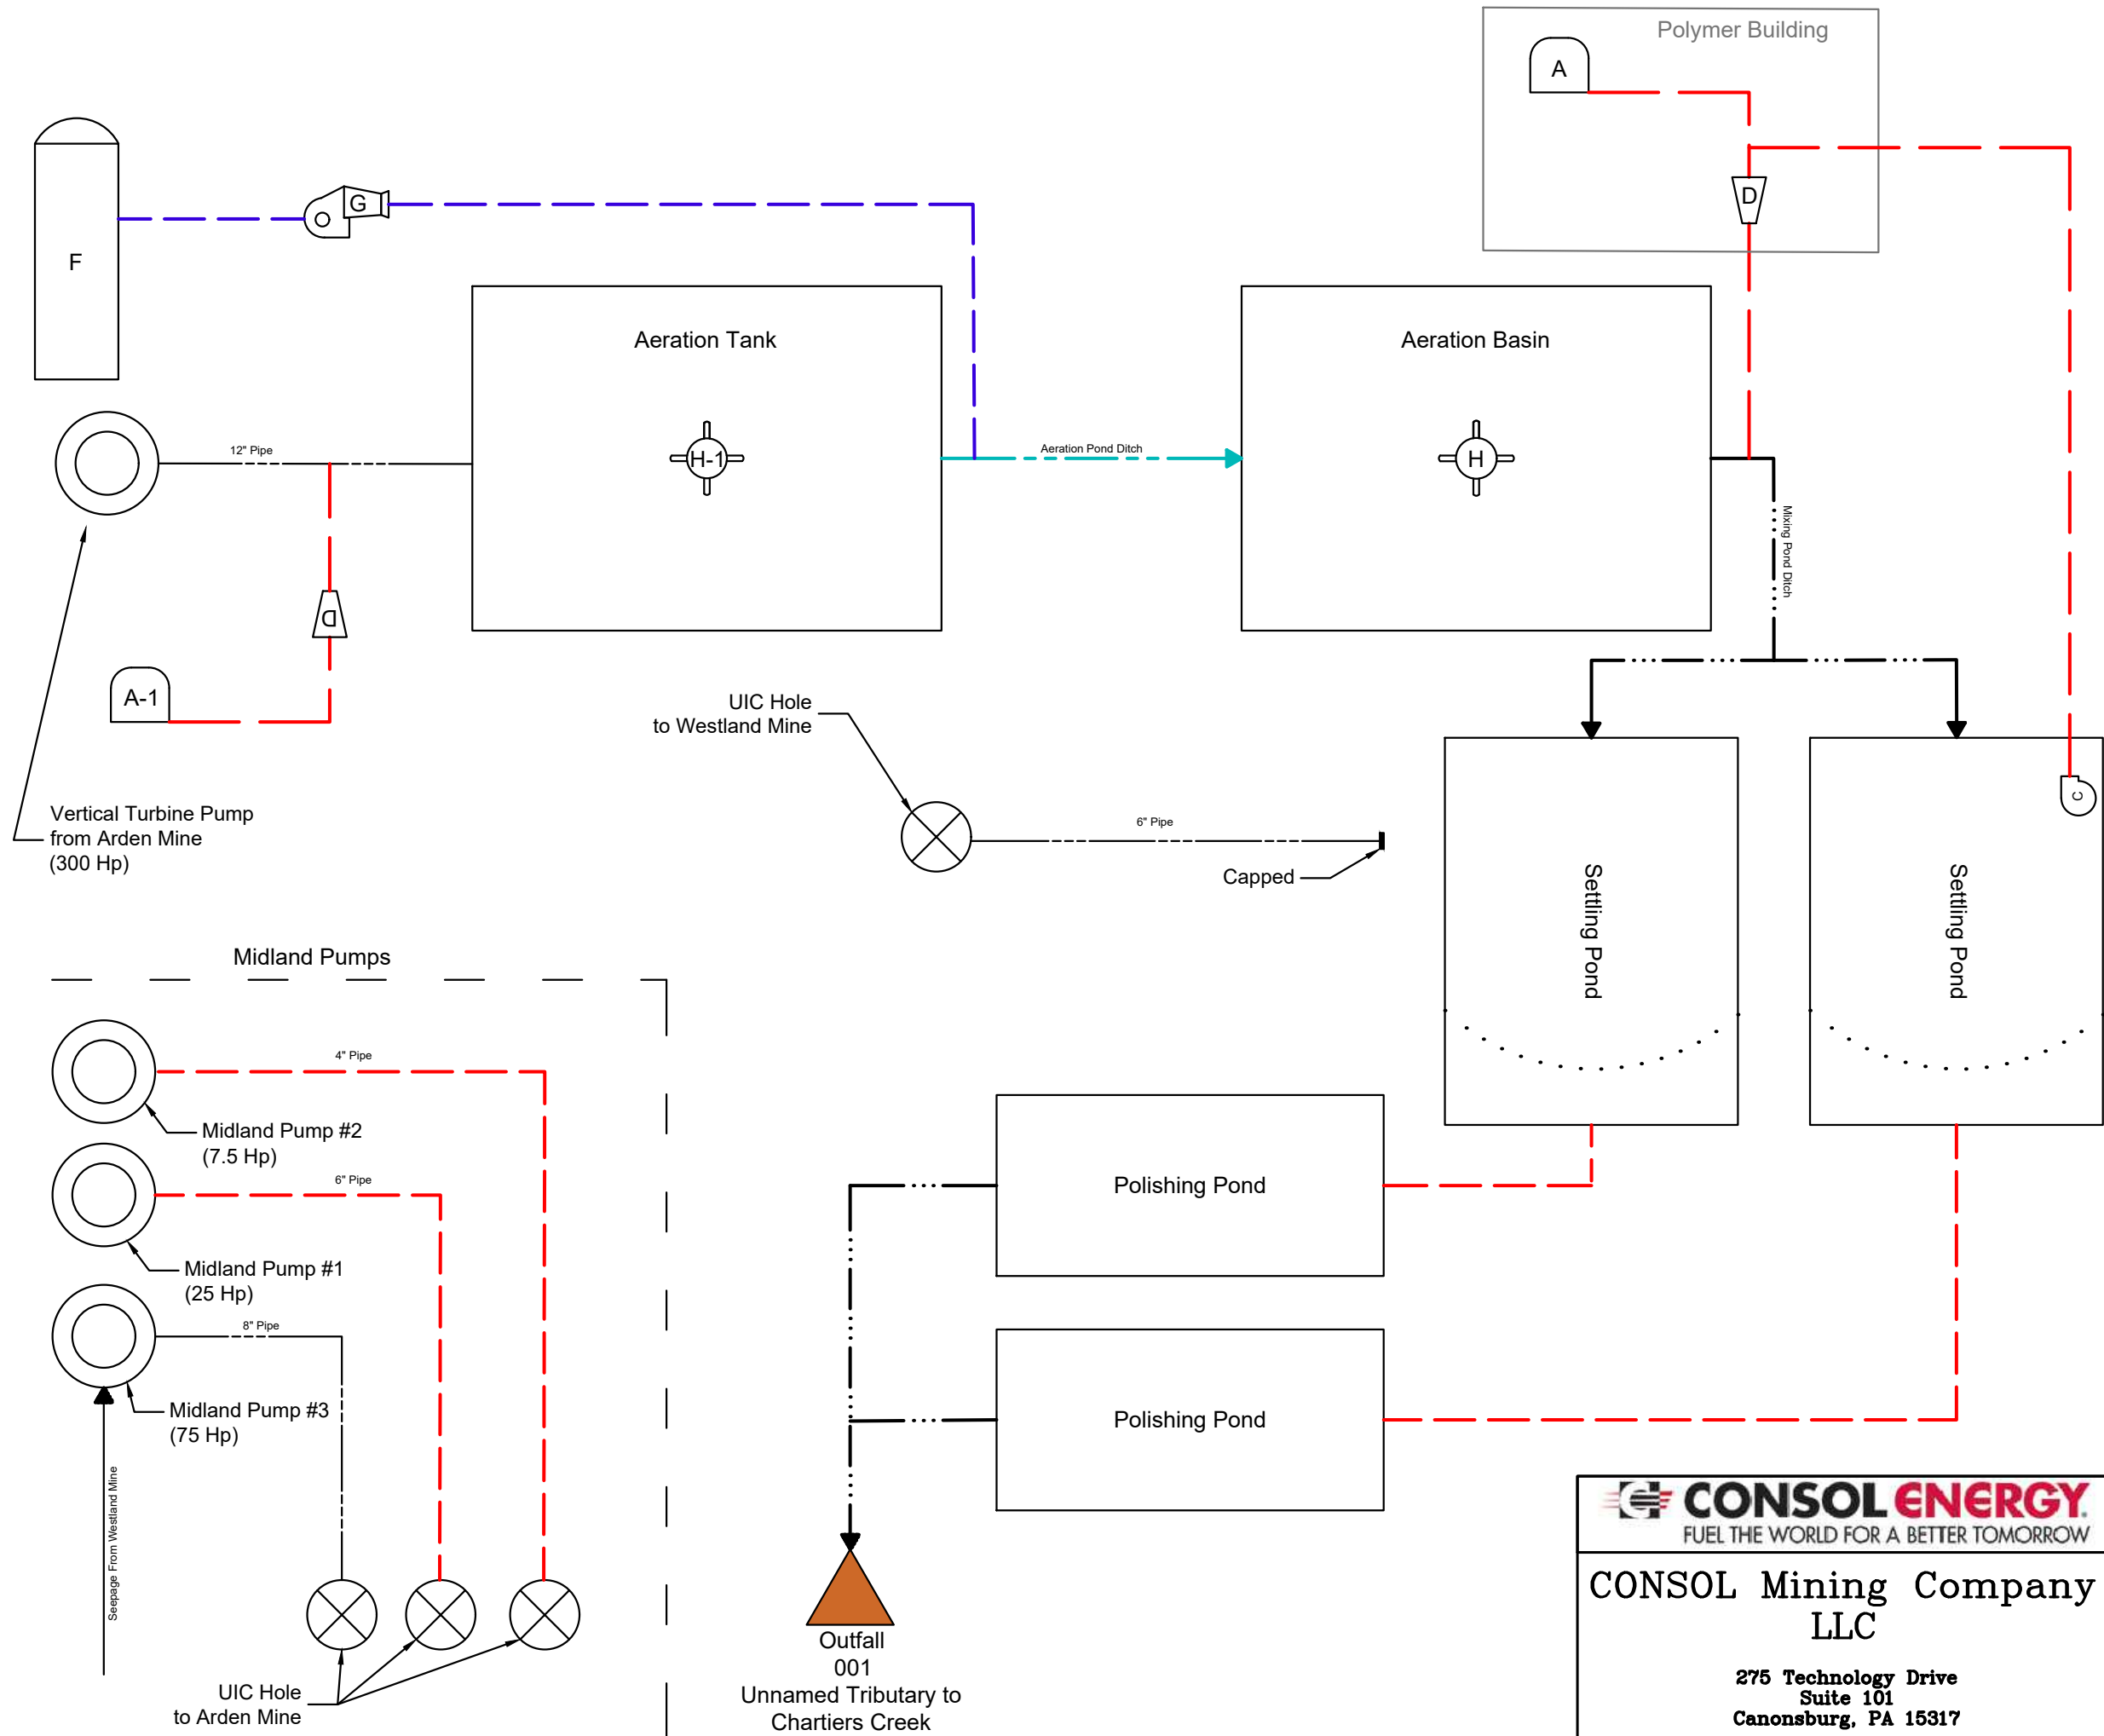 Polymer Building
A
D
F
G
Aeration Tank
H-1
Aeration Basin
H
12" Pipe
Aeration Pond Ditch
Mixing Pond Ditch
D
A-1
Vertical Turbine Pump
from Arden Mine
(300 Hp)
UIC Hole
to Westland Mine
6" Pipe
Capped
C
Settling Pond
Settling Pond
Midland Pumps
4" Pipe
Midland Pump #2
(7.5 Hp)
6" Pipe
Midland Pump #1
(25 Hp)
8" Pipe
Midland Pump #3
(75 Hp)
Seepage From Westland Mine
UIC Hole
to Arden Mine
Polishing Pond
Polishing Pond
Outfall
001
Unnamed Tributary to
Chartiers Creek
CONSOL ENERGY
FUEL THE WORLD FOR A BETTER TOMORROW
CONSOL Mining Company
LLC
275 Technology Drive
Suite 101
Canonsburg, PA 15317